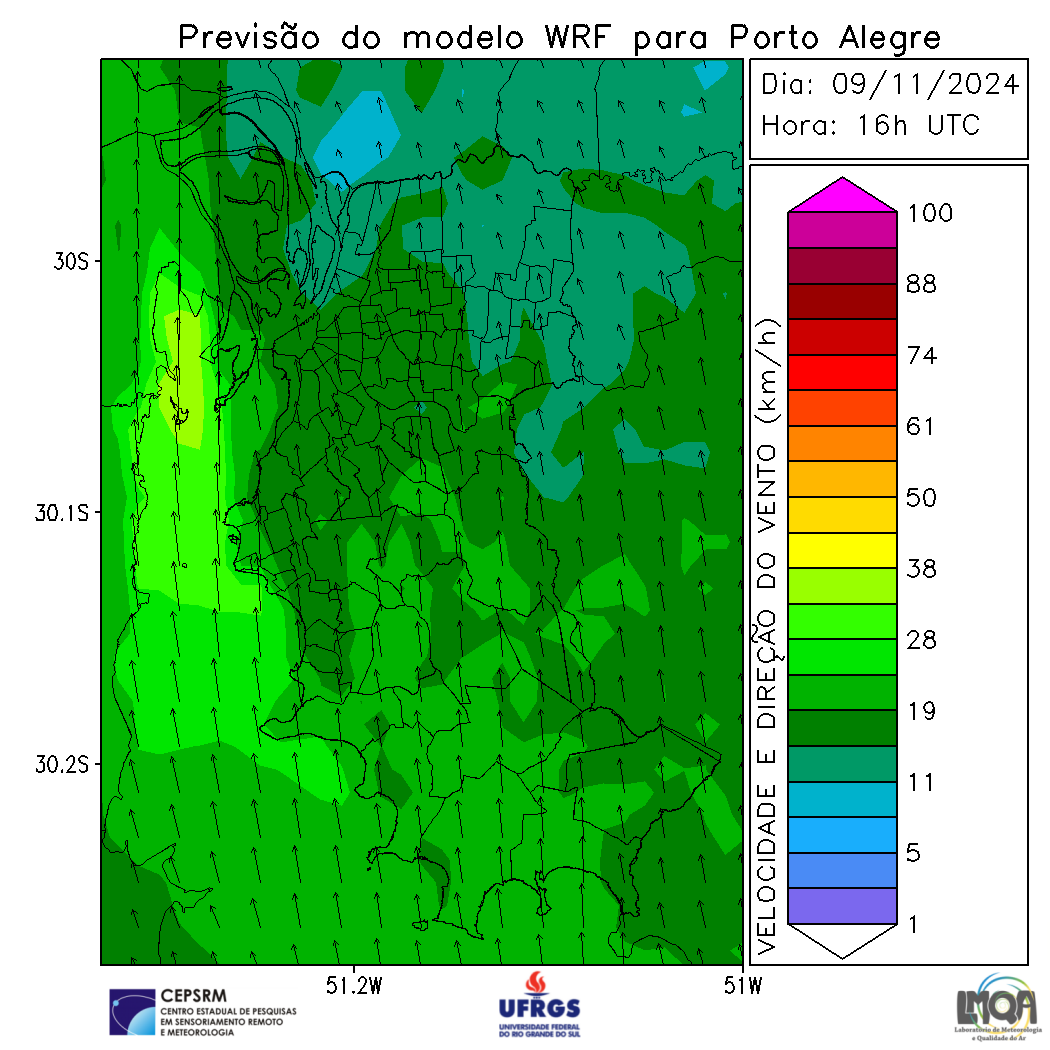 Previsão do modelo WRF para Porto Alegre
Dia: 09/11/2024
Hora: 16h UTC
30S
30.1S
30.2S
51.2W
51W
VELOCIDADE E DIREÇÃO DO VENTO (km/h)
100
88
74
61
50
38
28
19
11
5
1
CEPSRM
CENTRO ESTADUAL DE PESQUISAS
EM SENSORIAMENTO REMOTO
E METEOROLOGIA
UFRGS
UNIVERSIDADE FEDERAL
DO RIO GRANDE DO SUL
LMQA
Laboratório de Meteorologia
e Qualidade do Ar